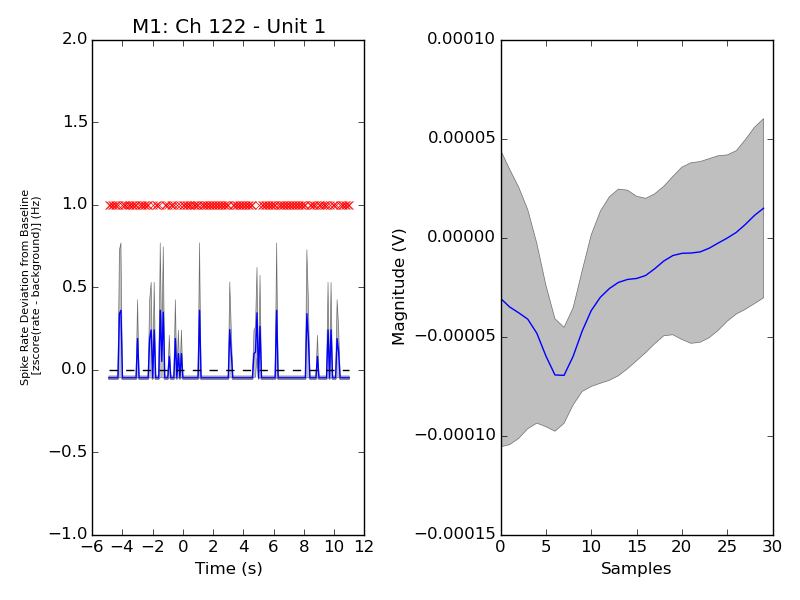 M1: Ch 122 - Unit 1
2.0
1.5
1.0
0.5
0.0
−0.5
−1.0
Spike Rate Deviation from Baseline
[zscore(rate - background)] (Hz)
−6 −4 −2 0 2 4 6 8 10 12
Time (s)
0.00010
0.00005
0.00000
−0.00005
−0.00010
−0.00015
Magnitude (V)
0 5 10 15 20 25 30
Samples